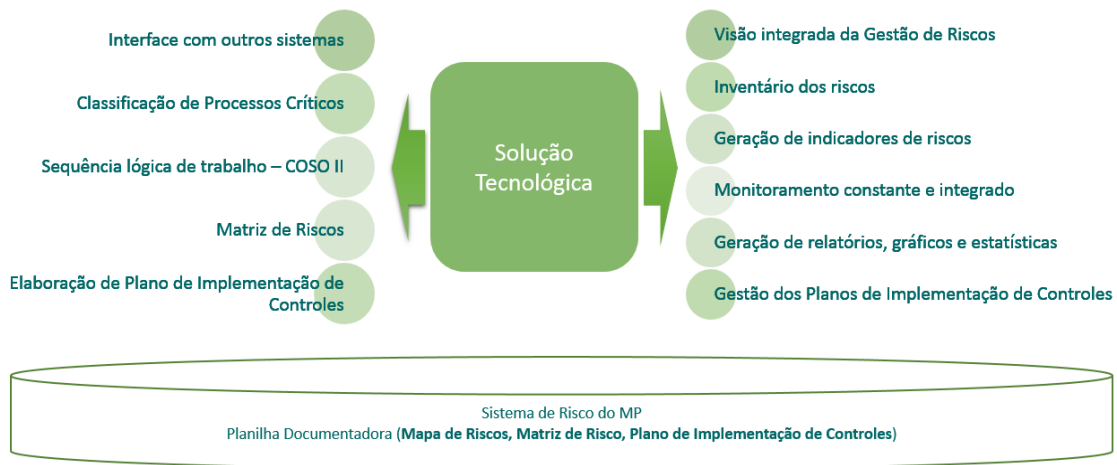 Interface com outros sistemas
Classificação de Processos Críticos
Sequência lógica de trabalho – COSO II
Matriz de Riscos
Elaboração de Plano de Implementação de
Controles
Solução
Tecnológica
Visão integrada da Gestão de Riscos
Inventário dos riscos
Geração de indicadores de riscos
Monitoramento constante e integrado
Geração de relatórios, gráficos e estatísticas
Gestão dos Planos de Implementação de Controles
Sistema de Risco do MP
Planilha Documentadora (Mapa de Riscos, Matriz de Risco, Plano de Implementação de Controles)